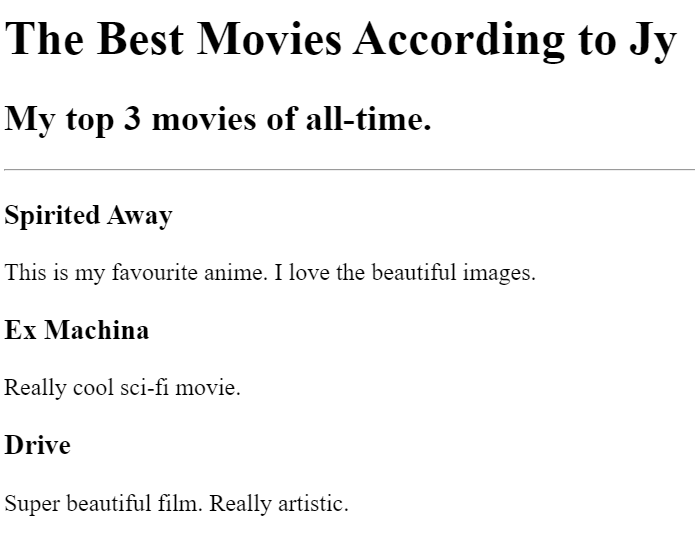 The Best Movies According to Jy
My top 3 movies of all-time.
Spirited Away
This is my favourite anime. I love the beautiful images.
Ex Machina
Really cool sci-fi movie.
Drive
Super beautiful film. Really artistic.